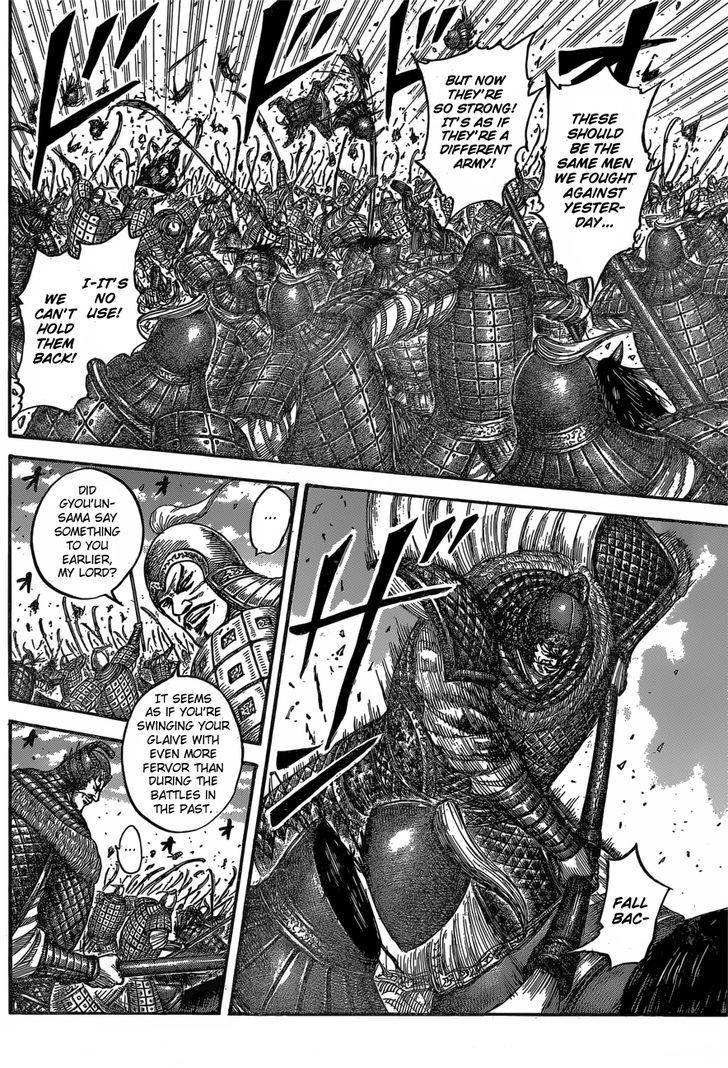 ドドドオ
THESE
SHOULD
BE THE
SAME MEN
WE FOUGHT
AGAINST
YESTER-
DAY...
BUT NOW
THEY'RE
SO STRONG!
IT'S AS IF
THEY'RE A
DIFFERENT
ARMY!
I-IT'S
NO
USE!
WE
CAN'T
HOLD
THEM
BACK!
ザッ
FALL
BAC-
...
DID
GYOU'UN-
SAMA SAY
SOMETHING
TO YOU
EARLIER,
MY LORD?
IT SEEMS
AS IF YOU'RE
SWINGING YOUR
GLAIVE WITH
EVEN MORE
FERVOR THAN
DURING THE
BATTLES IN
THE PAST.
...